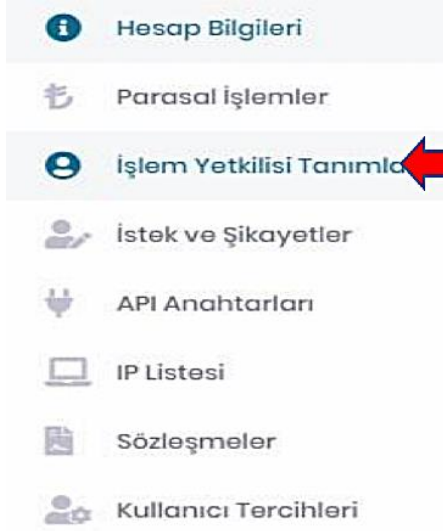 Hesap Bilgileri
Parasal İşlemler
İşlem Yetkilisi Tanımla
İstek ve Şikayetler
API Anahtarları
IP Listesi
Sözleşmeler
Kullanıcı Tercihleri